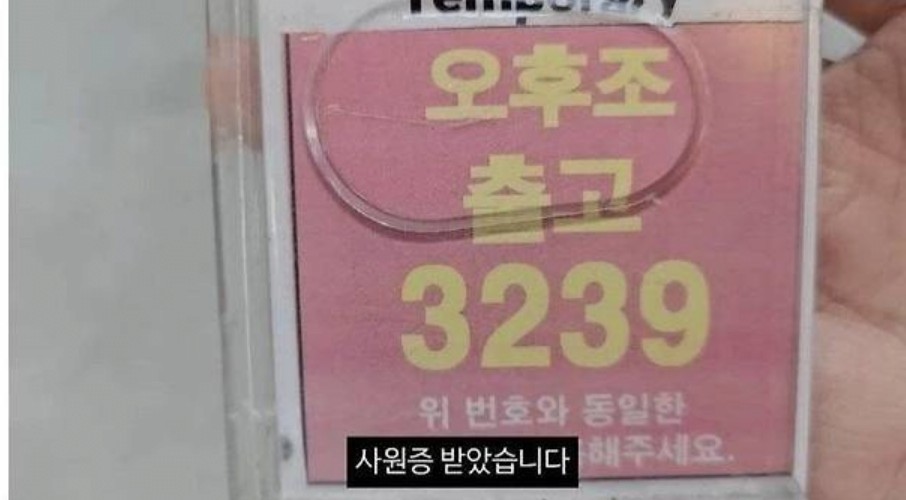 Temporary
오후조
출고
3239
위 번호와 동일한
해주세요.
사원증 받았습니다